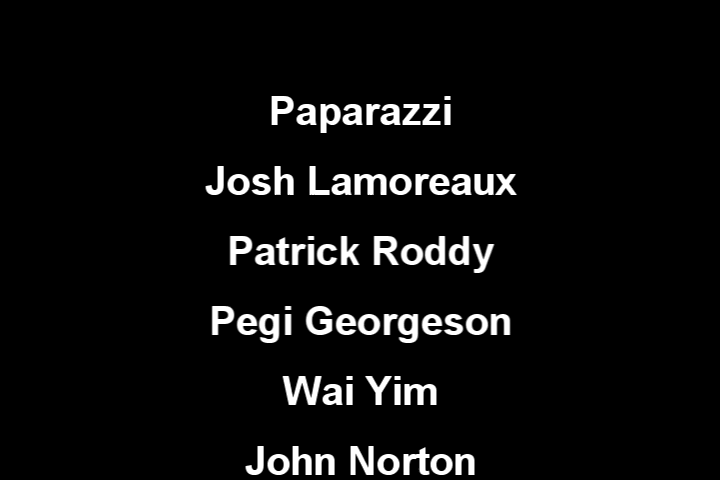 Paparazzi
Josh Lamoreaux
Patrick Roddy
Pegi Georgeson
Wai Yim
John Norton